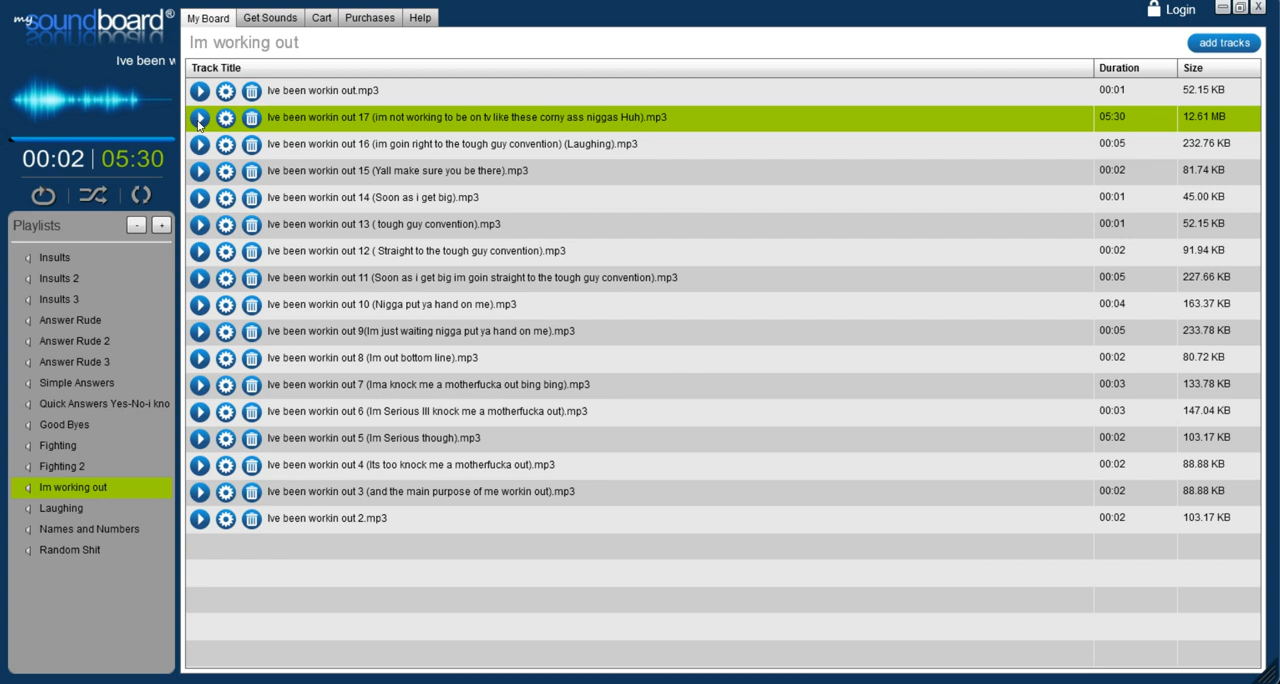 mysoundboard®
Ive been w
00:02 | 05:30
Playlists
- +
Insults
Insults 2
Insults 3
Answer Rude
Answer Rude 2
Answer Rude 3
Simple Answers
Quick Answers Yes-No-i kno
Good Byes
Fighting
Fighting 2
Im working out
Laughing
Names and Numbers
Random Shit
My Board Get Sounds Cart Purchases Help
Login
X
Im working out
add tracks
Track Title Duration Size
Ive been workin out.mp3 00:01 52.15 KB
Ive been workin out 17 (im not working to be on tv like these corny ass niggas Huh).mp3 05:30 12.61 MB
Ive been workin out 16 (im goin right to the tough guy convention) (Laughing).mp3 00:05 232.76 KB
Ive been workin out 15 (Yall make sure you be there).mp3 00:02 81.74 KB
Ive been workin out 14 (Soon as i get big).mp3 00:01 45.00 KB
Ive been workin out 13 ( tough guy convention).mp3 00:01 52.15 KB
Ive been workin out 12 ( Straight to the tough guy convention).mp3 00:02 91.94 KB
Ive been workin out 11 (Soon as i get big im goin straight to the tough guy convention).mp3 00:05 227.66 KB
Ive been workin out 10 (Nigga put ya hand on me).mp3 00:04 163.37 KB
Ive been workin out 9(Im just waiting nigga put ya hand on me).mp3 00:05 233.78 KB
Ive been workin out 8 (Im out bottom line).mp3 00:02 80.72 KB
Ive been workin out 7 (Ima knock me a motherfucka out bing bing).mp3 00:03 133.78 KB
Ive been workin out 6 (Im Serious Ill knock me a motherfucka out).mp3 00:03 147.04 KB
Ive been workin out 5 (Im Serious though).mp3 00:02 103.17 KB
Ive been workin out 4 (Its too knock me a motherfucka out).mp3 00:02 88.88 KB
Ive been workin out 3 (and the main purpose of me workin out).mp3 00:02 88.88 KB
Ive been workin out 2.mp3 00:02 103.17 KB